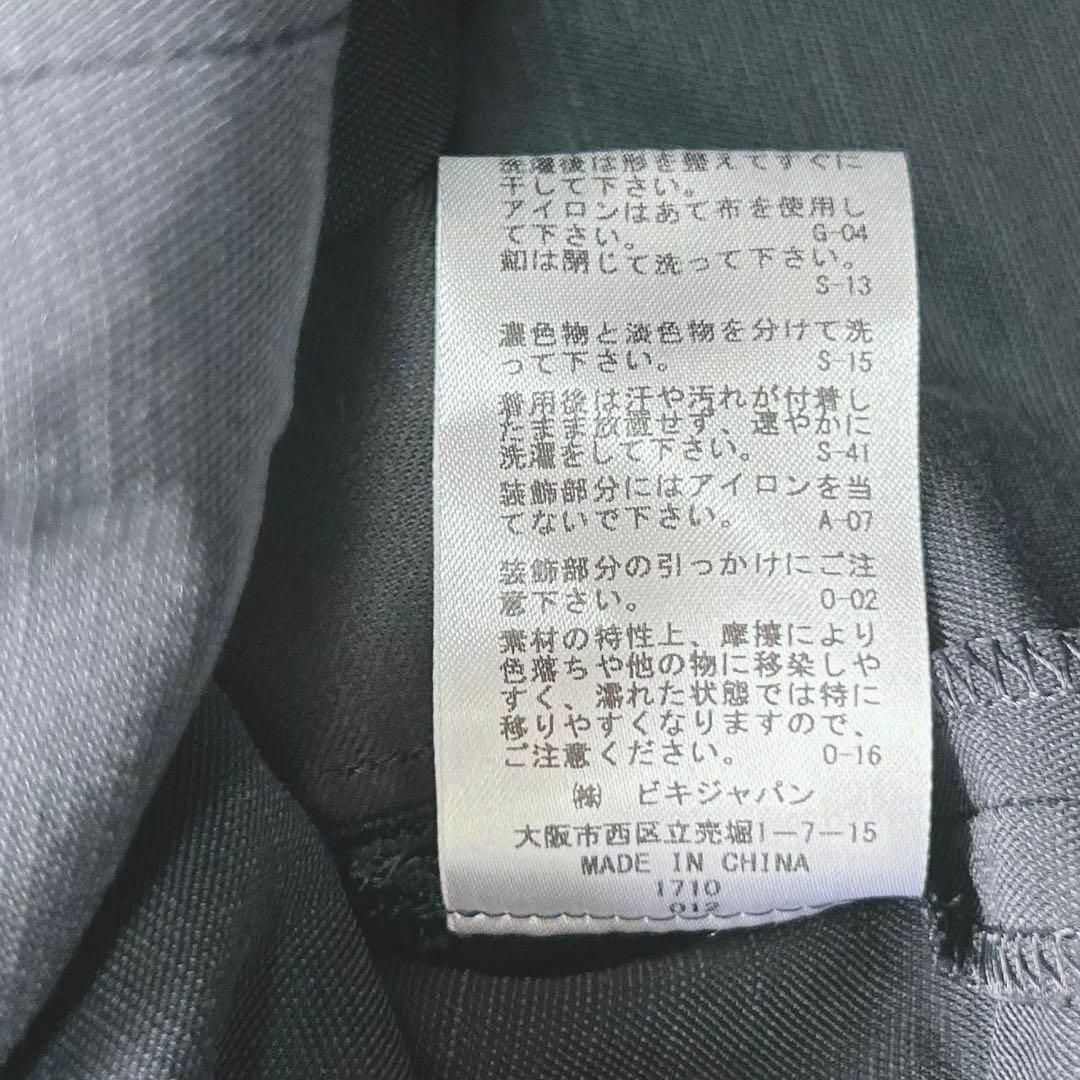 洗濯後は形を整えてすぐに
干して下さい。
アイロンはあて布を使用し
て下さい。 G-04
釦は閉じて洗って下さい。
S-13
濃色物と淡色物を分けて洗
って下さい。 S-15
着用後は汗や汚れが付着し
たまま放置せず、速やかに
洗濯をして下さい。 S-41
装飾部分にはアイロンを当
てないで下さい。 A-07
装飾部分の引っかけにご注
意下さい。 O-02
素材の特性上、摩擦により
色落ちや他の物に移染しや
すく、濡れた状態では特に
移りやすくなりますので、
ご注意ください。 O-16
㈱ ビキジャパン
大阪市西区立売堀1-7-15
MADE IN CHINA
1710
012